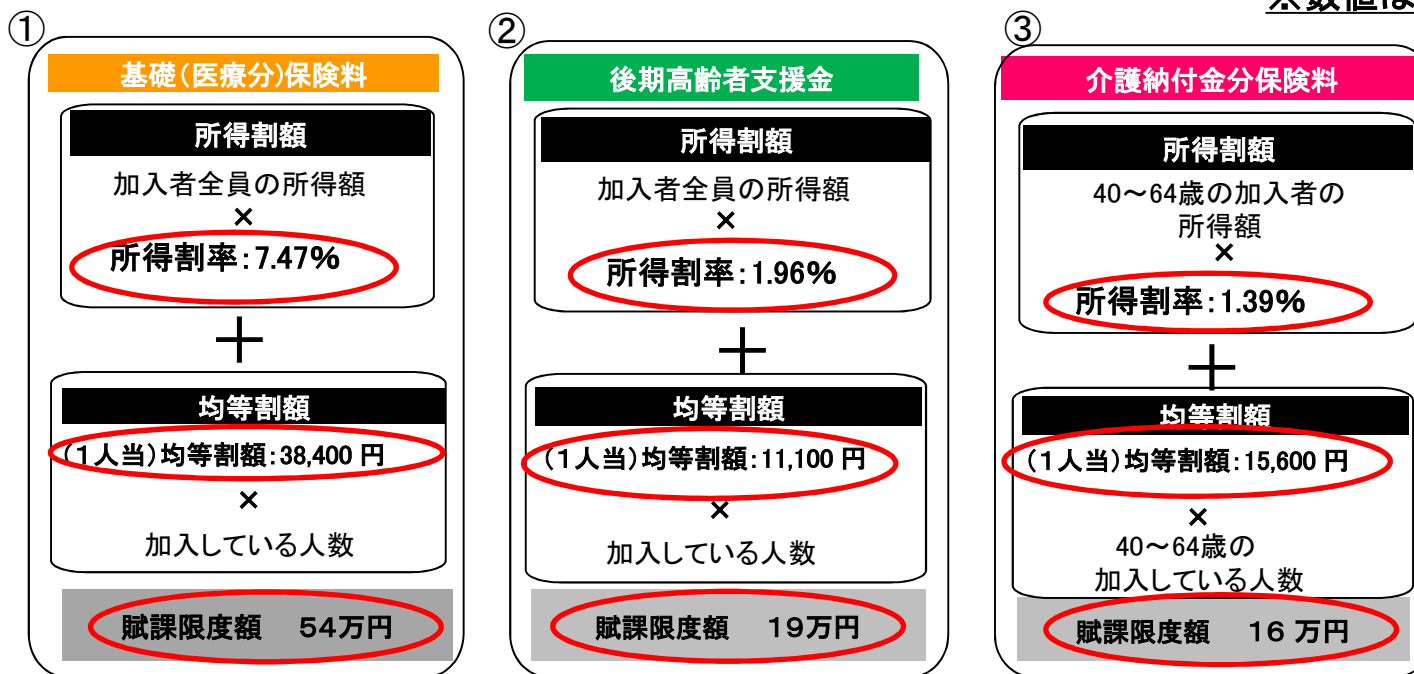 ※数値は
①
基礎(医療分)保険料
所得割額
加入者全員の所得額
×
所得割率:7.47%
+
均等割額
(1人当)均等割額:38,400 円
×
加入している人数
賦課限度額 54万円
②
後期高齢者支援金
所得割額
加入者全員の所得額
×
所得割率:1.96%
+
均等割額
(1人当)均等割額:11,100 円
×
加入している人数
賦課限度額 19万円
③
介護納付金分保険料
所得割額
40~64歳の加入者の
所得額
×
所得割率:1.39%
+
均等割額
(1人当)均等割額:15,600 円
×
40~64歳の
加入している人数
賦課限度額 16 万円